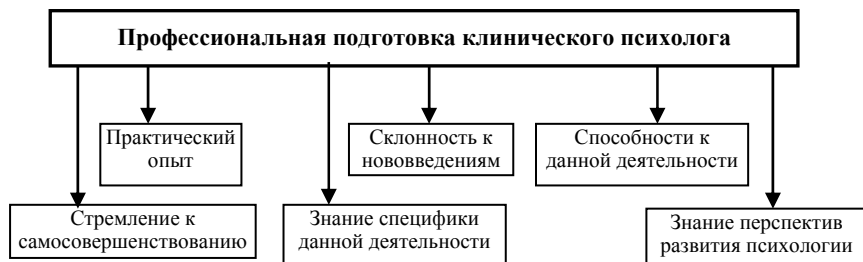 Профессиональная подготовка клинического психолога
Практический
опыт
Склонность к
нововведениям
Способности к
данной деятельности
Стремление к
самосовершенствованию
Знание специфики
данной деятельности
Знание перспектив
развития психологии